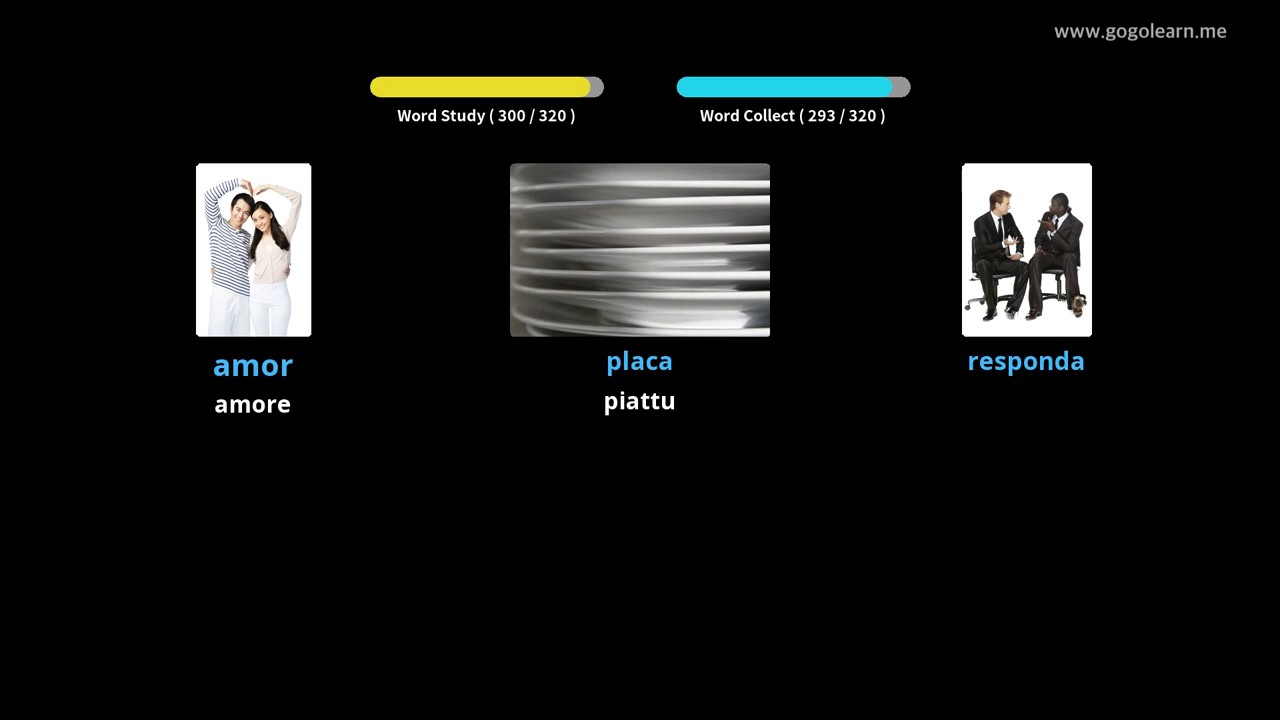 www.gogolearn.me
Word Study ( 300 / 320 )
Word Collect ( 293 / 320 )
amor
amore
placa
piattu
responda